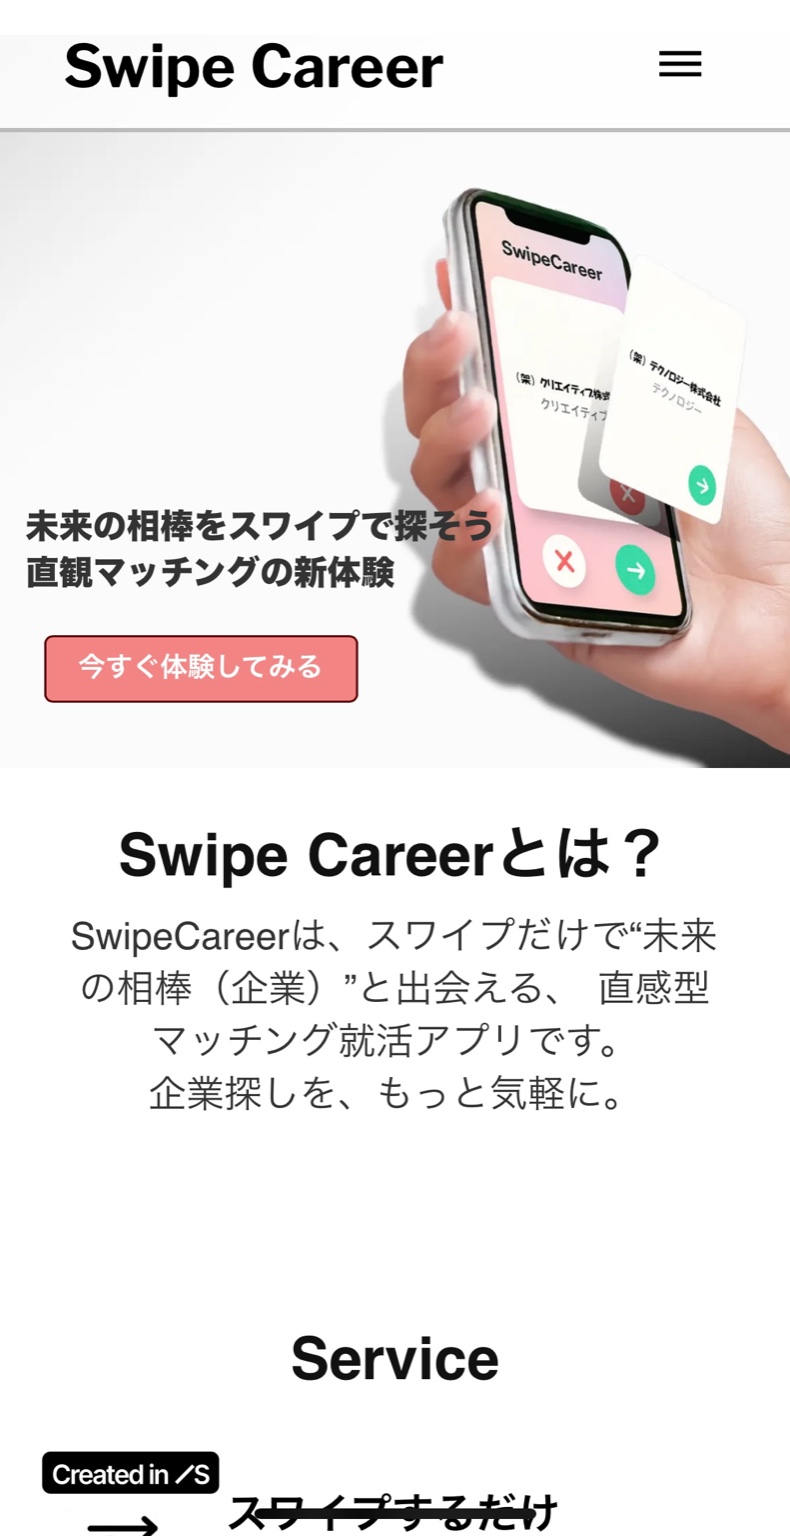 Swipe Career
SwipeCareer
（架）テクノロジー株式会社
テクノロジー
（架）クリエイティブ株式
クリエイティブ
未来の相棒をスワイプで探そう
直観マッチングの新体験
今すぐ体験してみる
Swipe Careerとは？
SwipeCareerは、スワイプだけで“未来
の相棒（企業）”と出会える、 直感型
マッチング就活アプリです。
企業探しを、もっと気軽に。
Service
Created in /S
スワイプするだけ